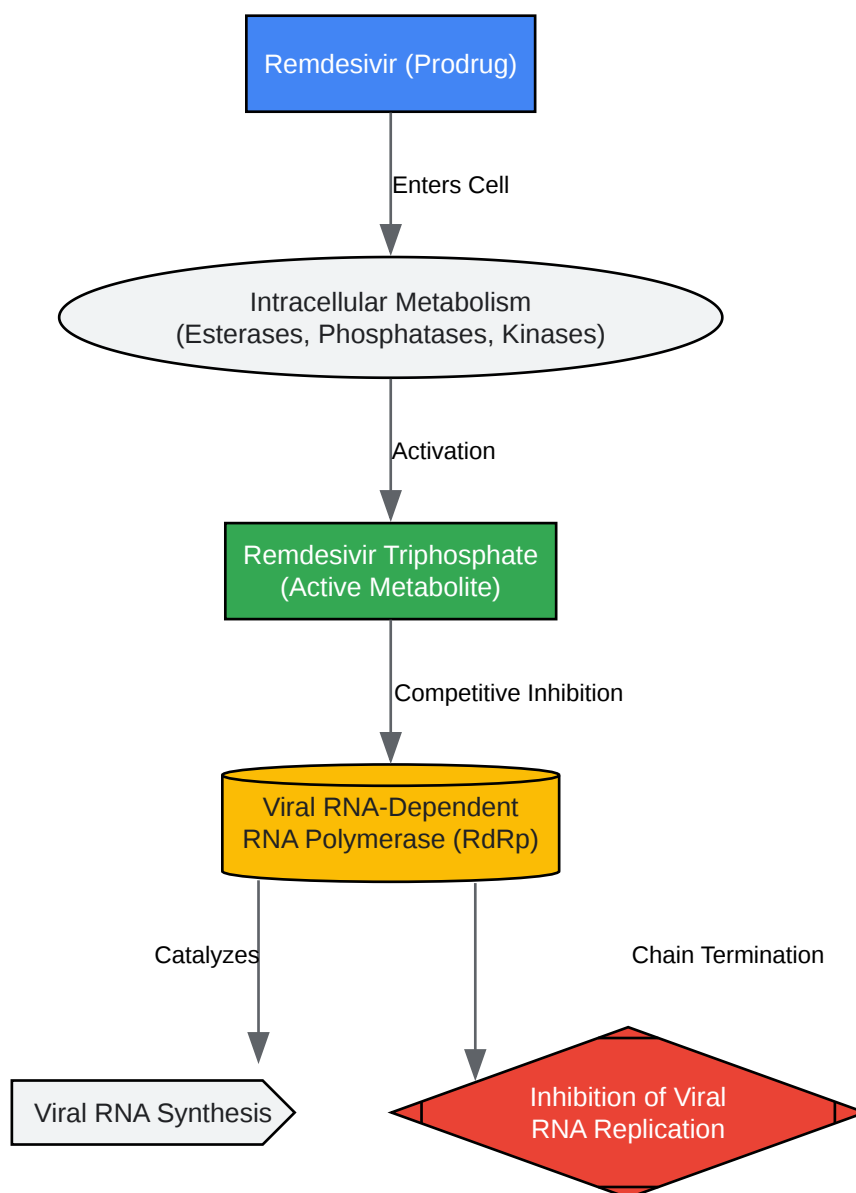 Remdesivir (Prodrug)
Enters Cell
Intracellular Metabolism
(Esterases, Phosphatases, Kinases)
Activation
Remdesivir Triphosphate
(Active Metabolite)
Competitive Inhibition
Viral RNA-Dependent
RNA Polymerase (RdRp)
Catalyzes
Chain Termination
Viral RNA Synthesis
Inhibition of Viral
RNA Replication